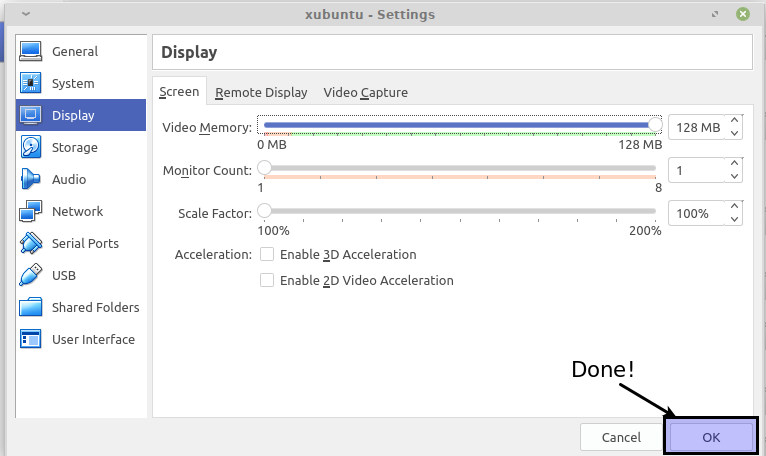 xubuntu - Settings
General
System
Display
Storage
Audio
Network
Serial Ports
USB
Shared Folders
User Interface
Display
Screen Remote Display Video Capture
Video Memory: 128 MB
0 MB 128 MB
Monitor Count: 1
1 8
Scale Factor: 100%
100% 200%
Acceleration: Enable 3D Acceleration
Enable 2D Video Acceleration
Done!
Cancel OK